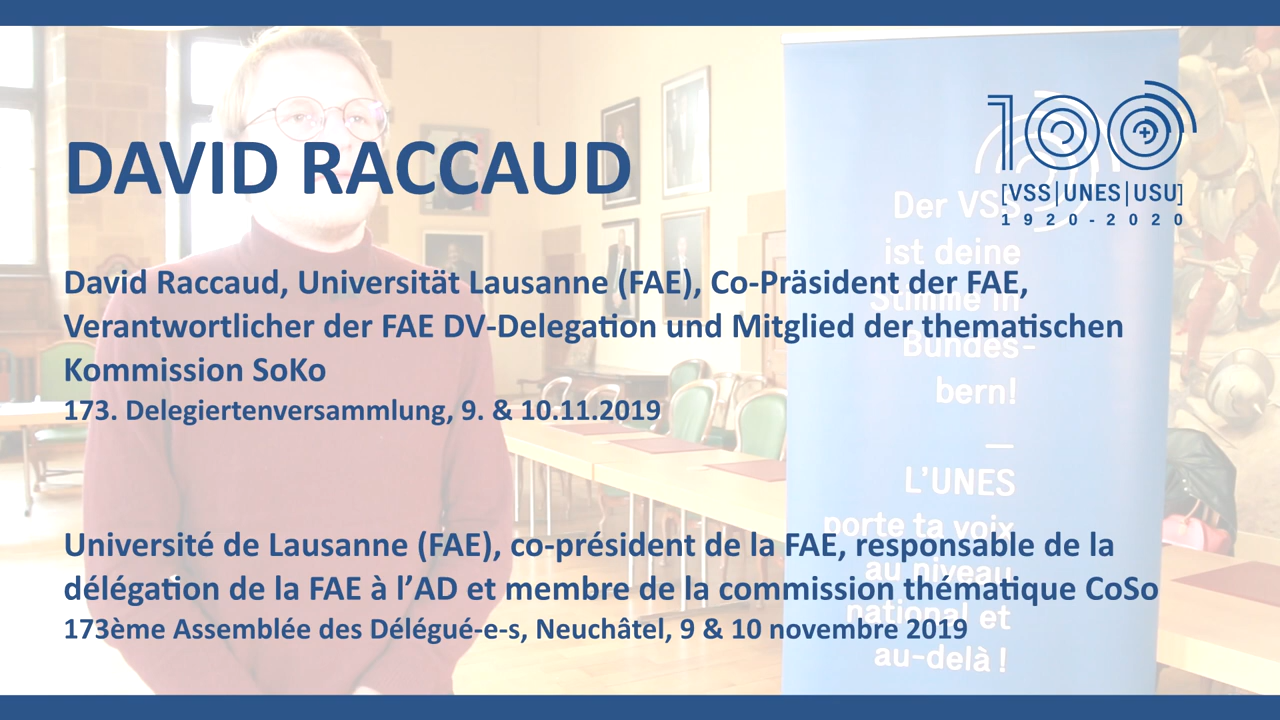 DAVID RACCAUD
100
[VSS|UNES|USU]
1920-2020
David Raccaud, Universität Lausanne (FAE), Co-Präsident der FAE,
Verantwortlicher der FAE DV-Delegation und Mitglied der thematischen
Kommission SoKo
173. Delegiertenversammlung, 9. & 10.11.2019
Université de Lausanne (FAE), co-président de la FAE, responsable de la
délégation de la FAE à l’AD et membre de la commission thématique CoSo
173ème Assemblée des Délégué-e-s, Neuchâtel, 9 & 10 novembre 2019
Der VSS
ist deine
Stimme in
Bundes-
bern!
—
L’UNES
porte ta voix
au niveau
national et
au-delà !